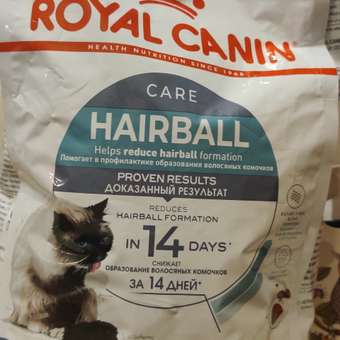 ROYAL CANIN
HEALTH NUTRITION SINCE 1968
CARE
HAIRBALL
Helps reduce hairball formation
Помогает в профилактике образования волосяных комочков
PROVEN RESULTS
ДОКАЗАННЫЙ РЕЗУЛЬТАТ
REDUCES
HAIRBALL FORMATION
IN 14 DAYS*
СНИЖАЕТ
ОБРАЗОВАНИЕ ВОЛОСЯНЫХ КОМОЧКОВ
ЗА 14 ДНЕЙ*